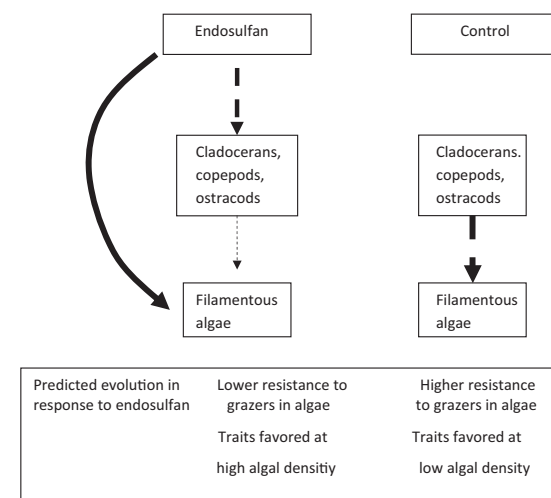 Endosulfan
Control
Cladocerans,
copepods,
ostracods
Cladocerans.
copepods,
ostracods
Filamentous
algae
Filamentous
algae
Predicted evolution in
response to endosulfan
Lower resistance to
grazers in algae
Traits favored at
high algal densitiy
Higher resistance
to grazers in algae
Traits favored at
low algal density